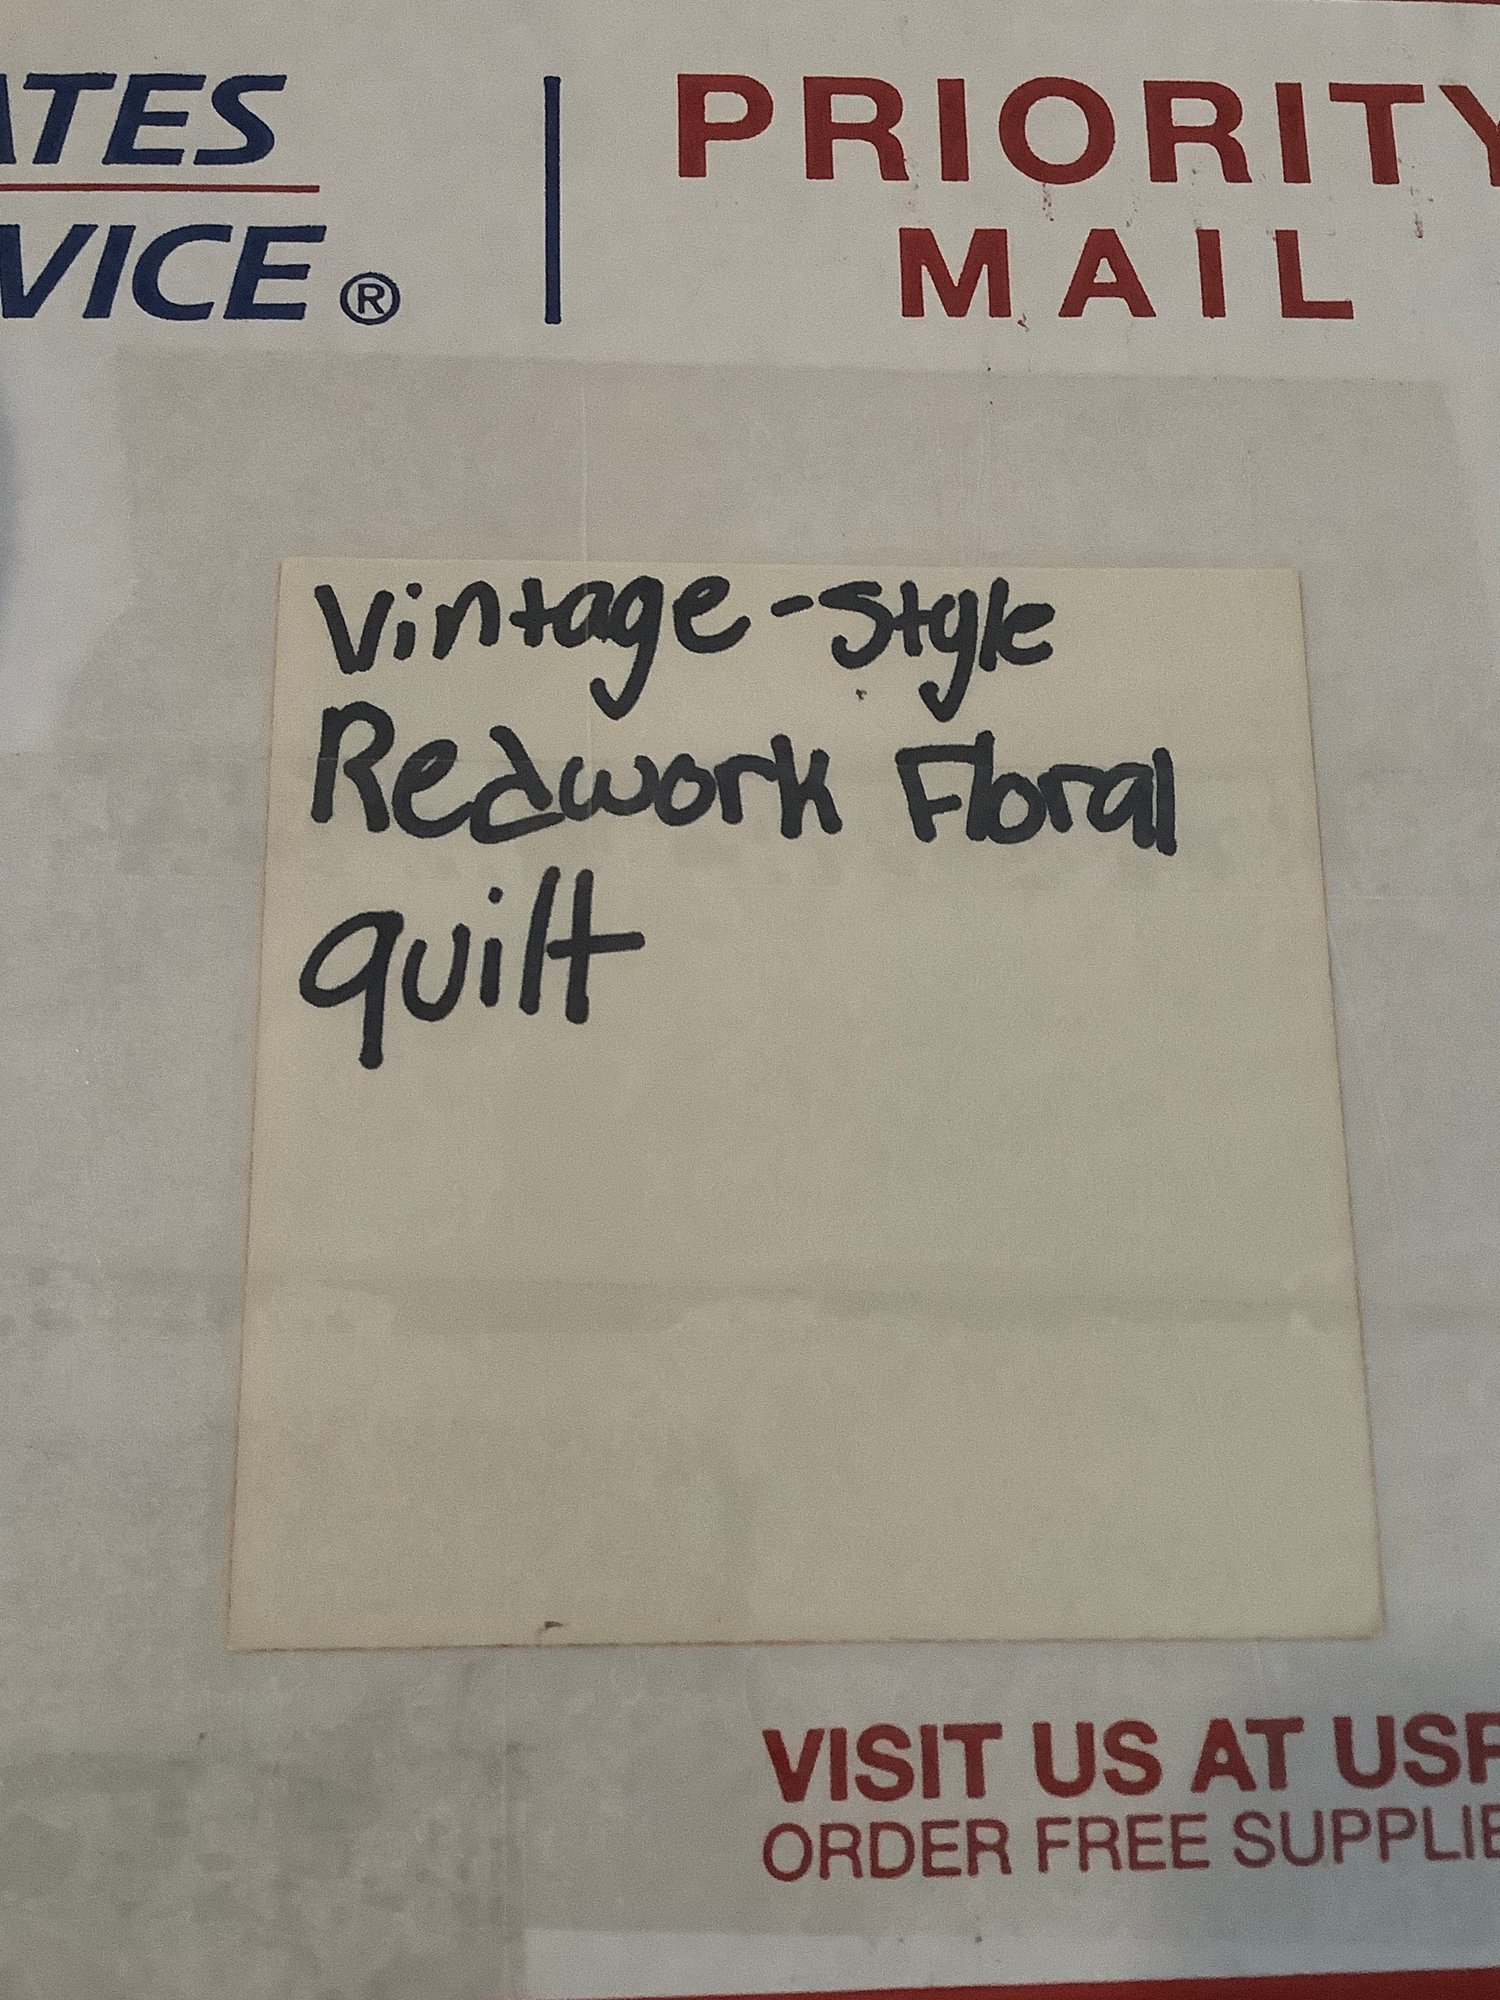 ATES
VICE®
PRIORITY
MAIL
Vintage-Style
Redwork Floral
quilt
VISIT US AT USP
ORDER FREE SUPPLIE